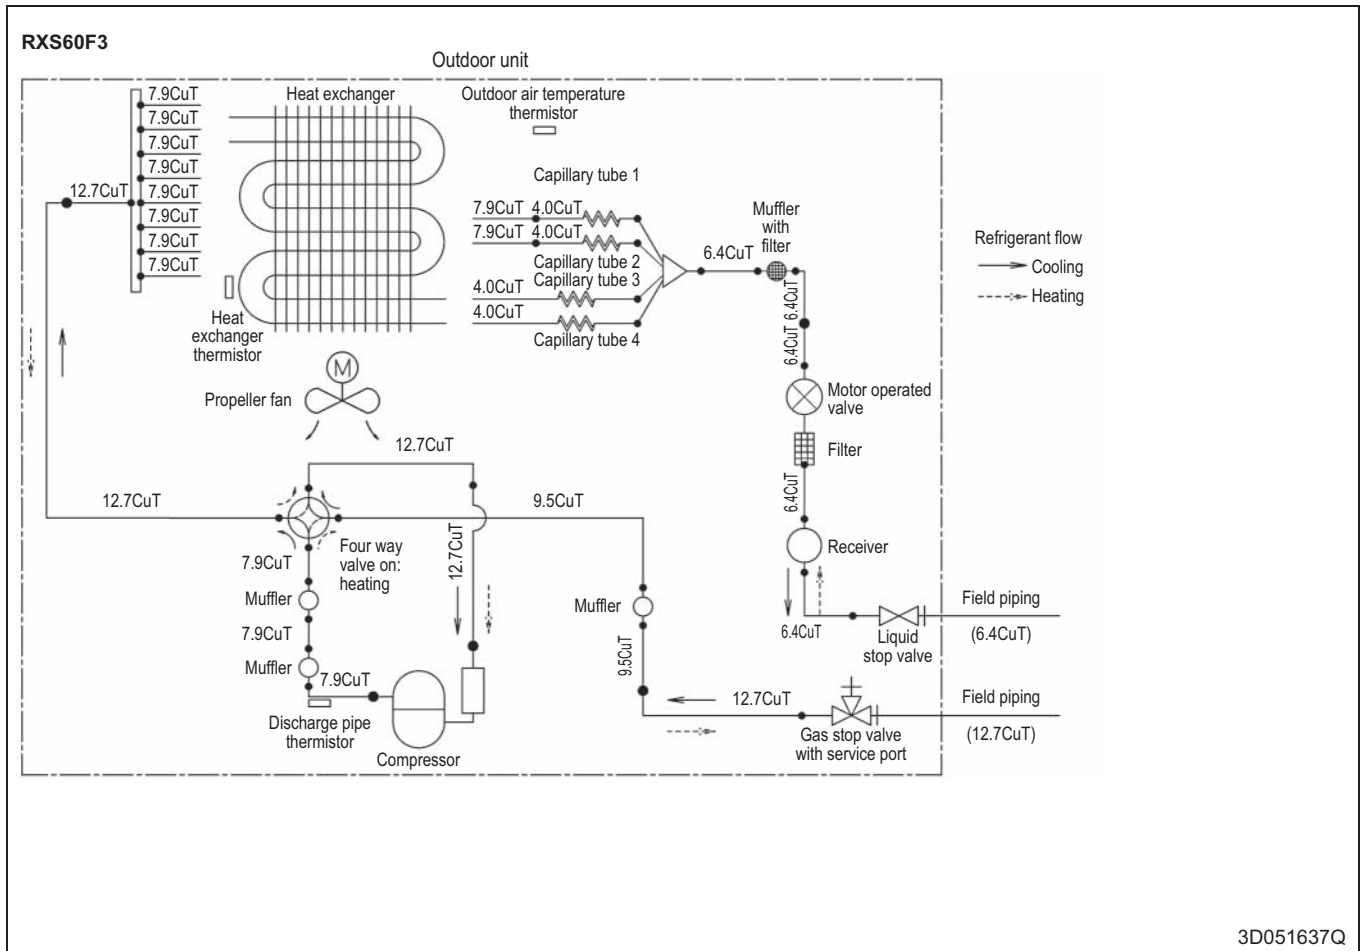 RXS60F3
Outdoor unit
7.9CuT
7.9CuT
7.9CuT
7.9CuT
7.9CuT
7.9CuT
7.9CuT
7.9CuT
12.7CuT
Heat exchanger
Outdoor air temperature
thermistor
Capillary tube 1
7.9CuT 4.0CuT
7.9CuT 4.0CuT
Capillary tube 2
Capillary tube 3
4.0CuT
4.0CuT
Capillary tube 4
6.4CuT
Muffler
with
filter
6.4CuT
6.4CuT
Refrigerant flow
Cooling
Heating
Heat
exchanger
thermistor
M
Propeller fan
Motor operated
valve
Filter
6.4CuT
Receiver
12.7CuT
12.7CuT
9.5CuT
12.7CuT
Four way
valve on:
heating
7.9CuT
Muffler
7.9CuT
Muffler
7.9CuT
Discharge pipe
thermistor
Compressor
Muffler
9.5CuT
12.7CuT
6.4CuT
Liquid
stop valve
Field piping
(6.4CuT)
Gas stop valve
with service port
Field piping
(12.7CuT)
3D051637Q